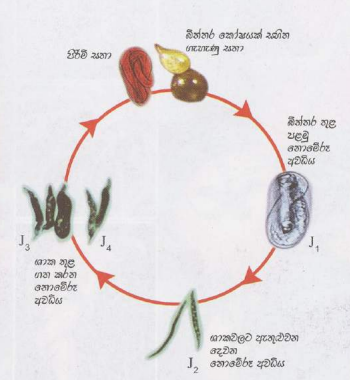 පිරිමි සතා
බිත්තර කෝෂයක් සහිත
ගැහැණු සතා
බිත්තර තුළ
පළමු
නොමේරූ
අවධිය
J1
J3
J4
ශාක තුළ
ගත කරන
නොමේරූ
අවධිය
ශාකවලට ඇතුළුවන
දෙවන
නොමේරූ අවධිය
J2